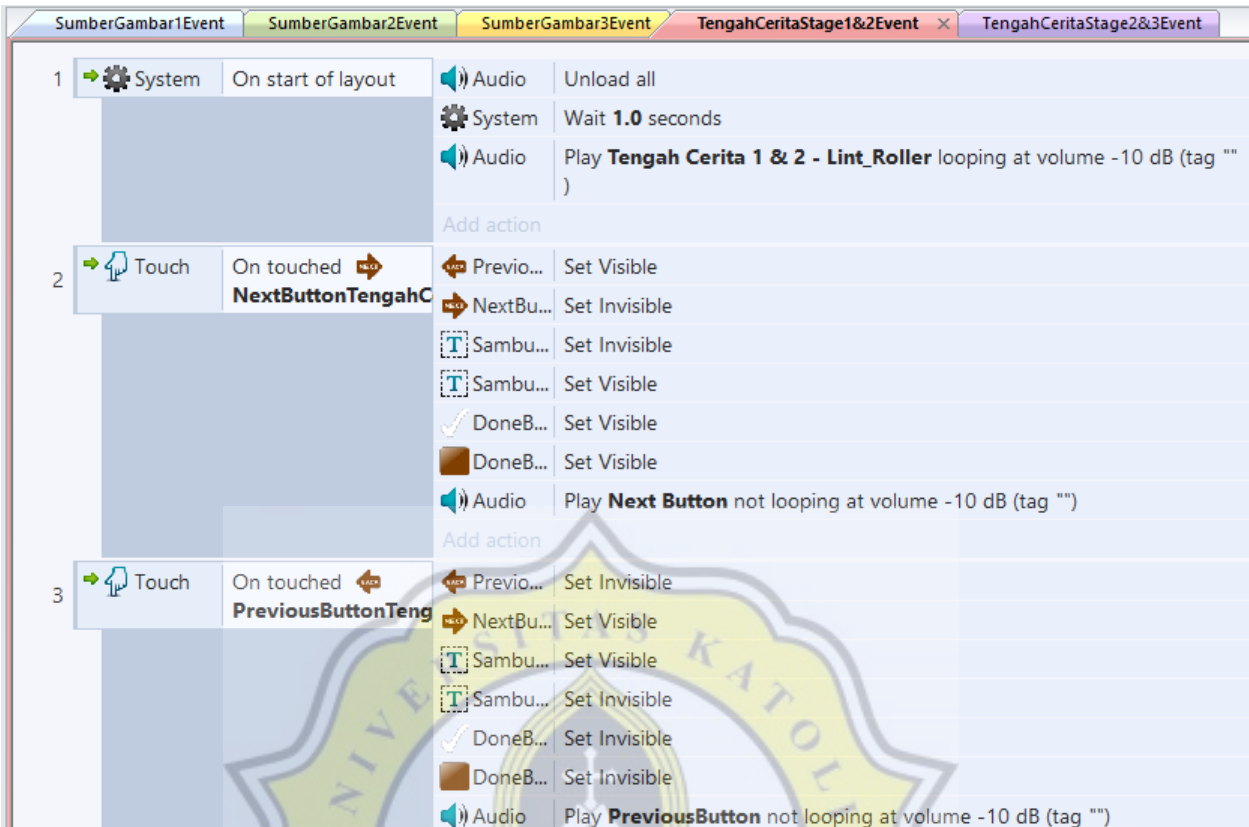 SumberGambar1Event SumberGambar2Event SumberGambar3Event TengahCeritaStage1&2Event × TengahCeritaStage2&3Event
1 System On start of layout Audio Unload all
System Wait 1.0 seconds
Audio Play Tengah Cerita 1 & 2 - Lint_Roller looping at volume -10 dB (tag ""
)
Add action
2 Touch On touched NEXT Previo... Set Visible
NextButtonTengahC NextBu... Set Invisible
Sambu... Set Invisible
Sambu... Set Visible
DoneB... Set Visible
DoneB... Set Visible
Audio Play Next Button not looping at volume -10 dB (tag "")
Add action
3 Touch On touched BACK Previo... Set Invisible
PreviousButtonTeng NextBu... Set Visible
Sambu... Set Visible
Sambu... Set Invisible
DoneB... Set Invisible
DoneB... Set Invisible
Audio Play PreviousButton not looping at volume -10 dB (tag "")